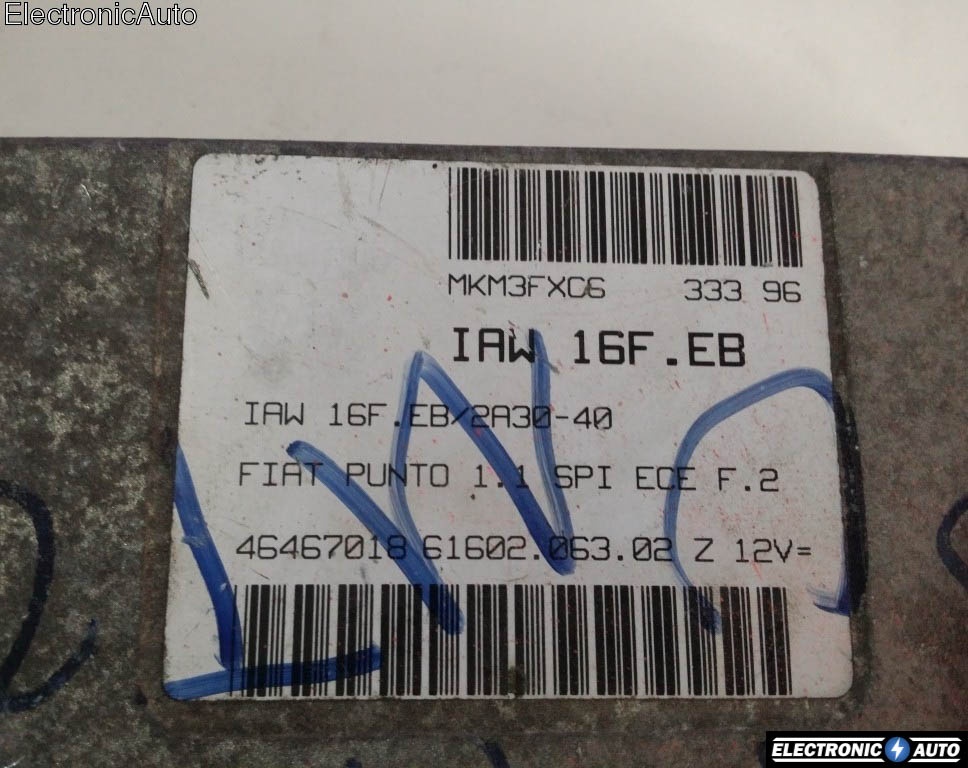 ElectronicAuto
MKM3FXC6 333 96
IAW 16F.EB
IAW 16F.EB/2A30-40
FIAT PUNTO 1.1 SPI ECE F.2
46467018 61602.063.02 Z 12V=
ELECTRONIC AUTO